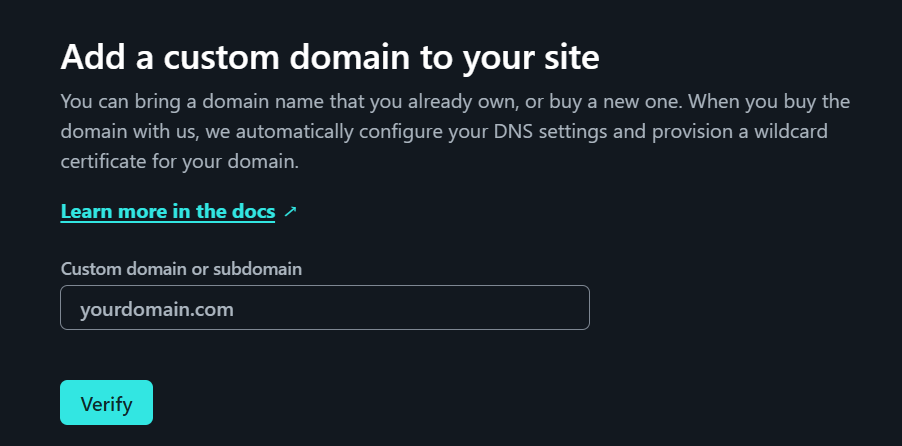 Add a custom domain to your site
You can bring a domain name that you already own, or buy a new one. When you buy the
domain with us, we automatically configure your DNS settings and provision a wildcard
certificate for your domain.
Learn more in the docs ↗
Custom domain or subdomain
yourdomain.com
Verify